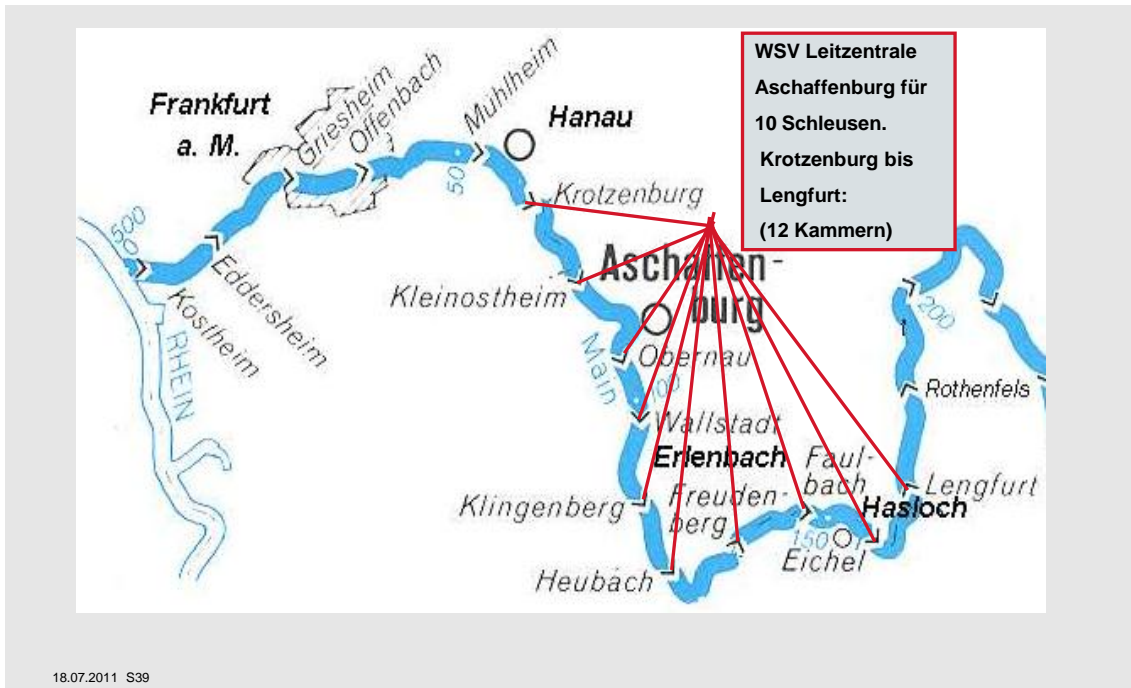 WSV Leitzentrale
Aschaffenburg für
10 Schleusen.
Krotzenburg bis
Lengfurt:
(12 Kammern)
Frankfurt
a. M.
Griesheim
Offenbach
Mühlheim
Hanau
50
Krotzenburg
500
0
Kostheim
Eddersheim
RHEIN
Kleinostheim
Aschaffen-
burg
Main
Obernau
100
Wallstadt
Erlenbach
Klingenberg
Freuden-
berg
Faul-
bach
Heubach
150
Eichel
Hasloch
Lengfurt
Rothenfels
200
18.07.2011 S39